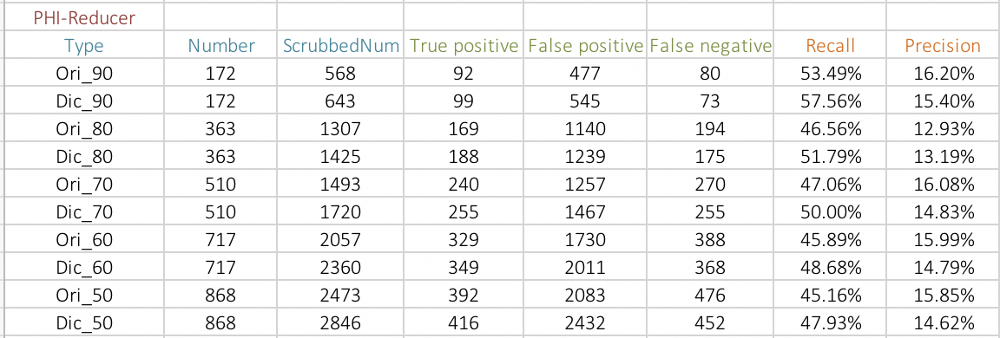 PHI-Reducer
Type Number ScrubbedNum True positive False positive False negative Recall Precision
Ori_90 172 568 92 477 80 53.49% 16.20%
Dic_90 172 643 99 545 73 57.56% 15.40%
Ori_80 363 1307 169 1140 194 46.56% 12.93%
Dic_80 363 1425 188 1239 175 51.79% 13.19%
Ori_70 510 1493 240 1257 270 47.06% 16.08%
Dic_70 510 1720 255 1467 255 50.00% 14.83%
Ori_60 717 2057 329 1730 388 45.89% 15.99%
Dic_60 717 2360 349 2011 368 48.68% 14.79%
Ori_50 868 2473 392 2083 476 45.16% 15.85%
Dic_50 868 2846 416 2432 452 47.93% 14.62%